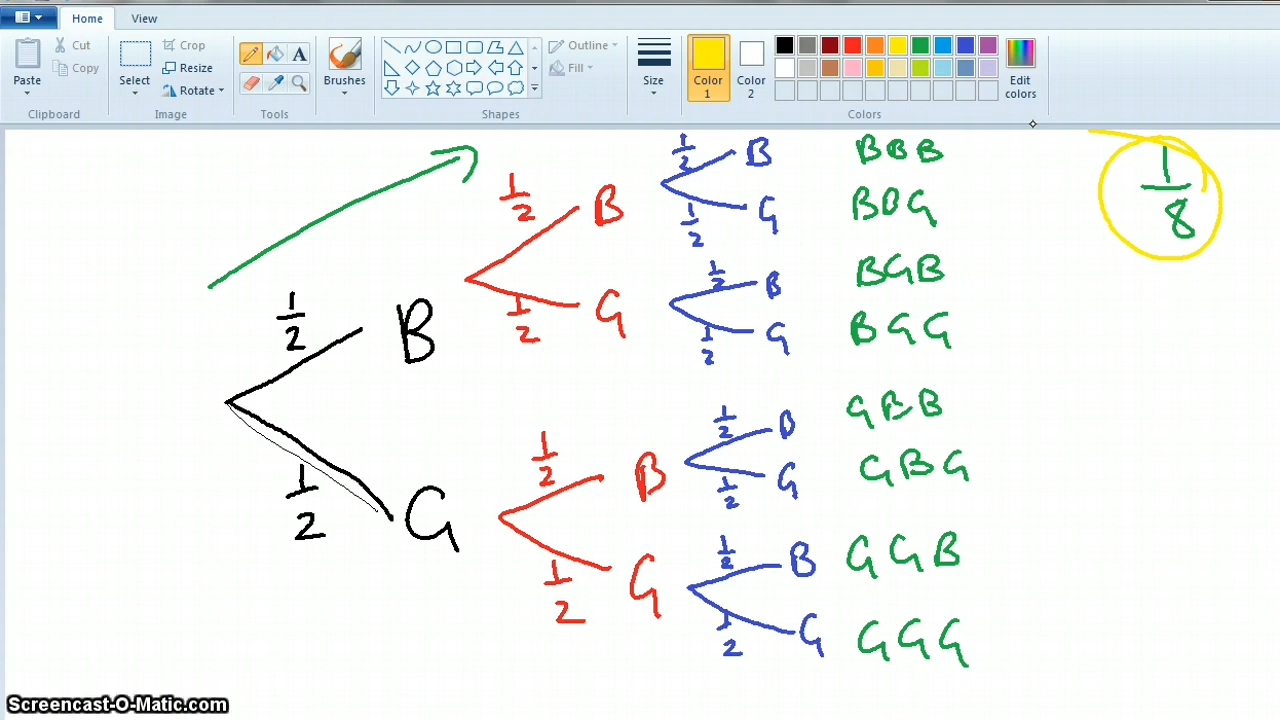 Home View
Paste
Cut
Copy
Clipboard
Select
Crop
Resize
Rotate
Image
A
Tools
Brushes
Shapes
Outline
Fill
Size
Color 1
Color 2
Edit colors
Colors
1/2 B
1/2 G
1/2 B
1/2 G
1/2 B
1/2 G
1/2 B
1/2 G
1/2 B
1/2 G
1/2 B
1/2 G
1/2 B
1/2 G
BBB
BBG
BGB
BGG
GBB
GBG
GGB
GGG
1/8
Screencast-O-Matic.com